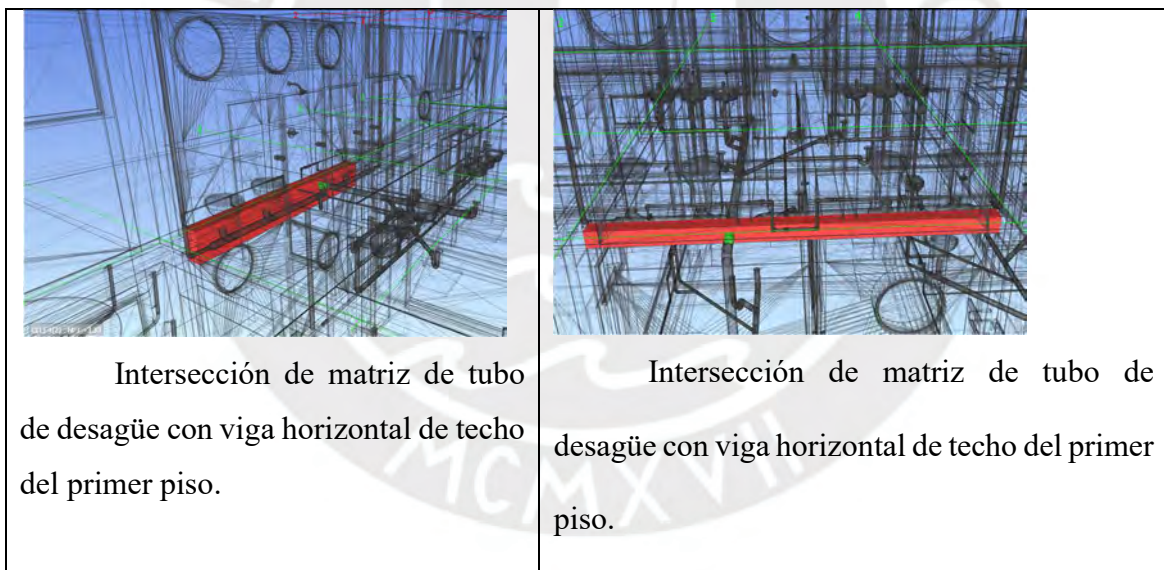 Intersección de matriz de tubo
de desagüe con viga horizontal de techo
del primer piso.
Intersección de matriz de tubo de
desagüe con viga horizontal de techo del primer
piso.
MCMXVII